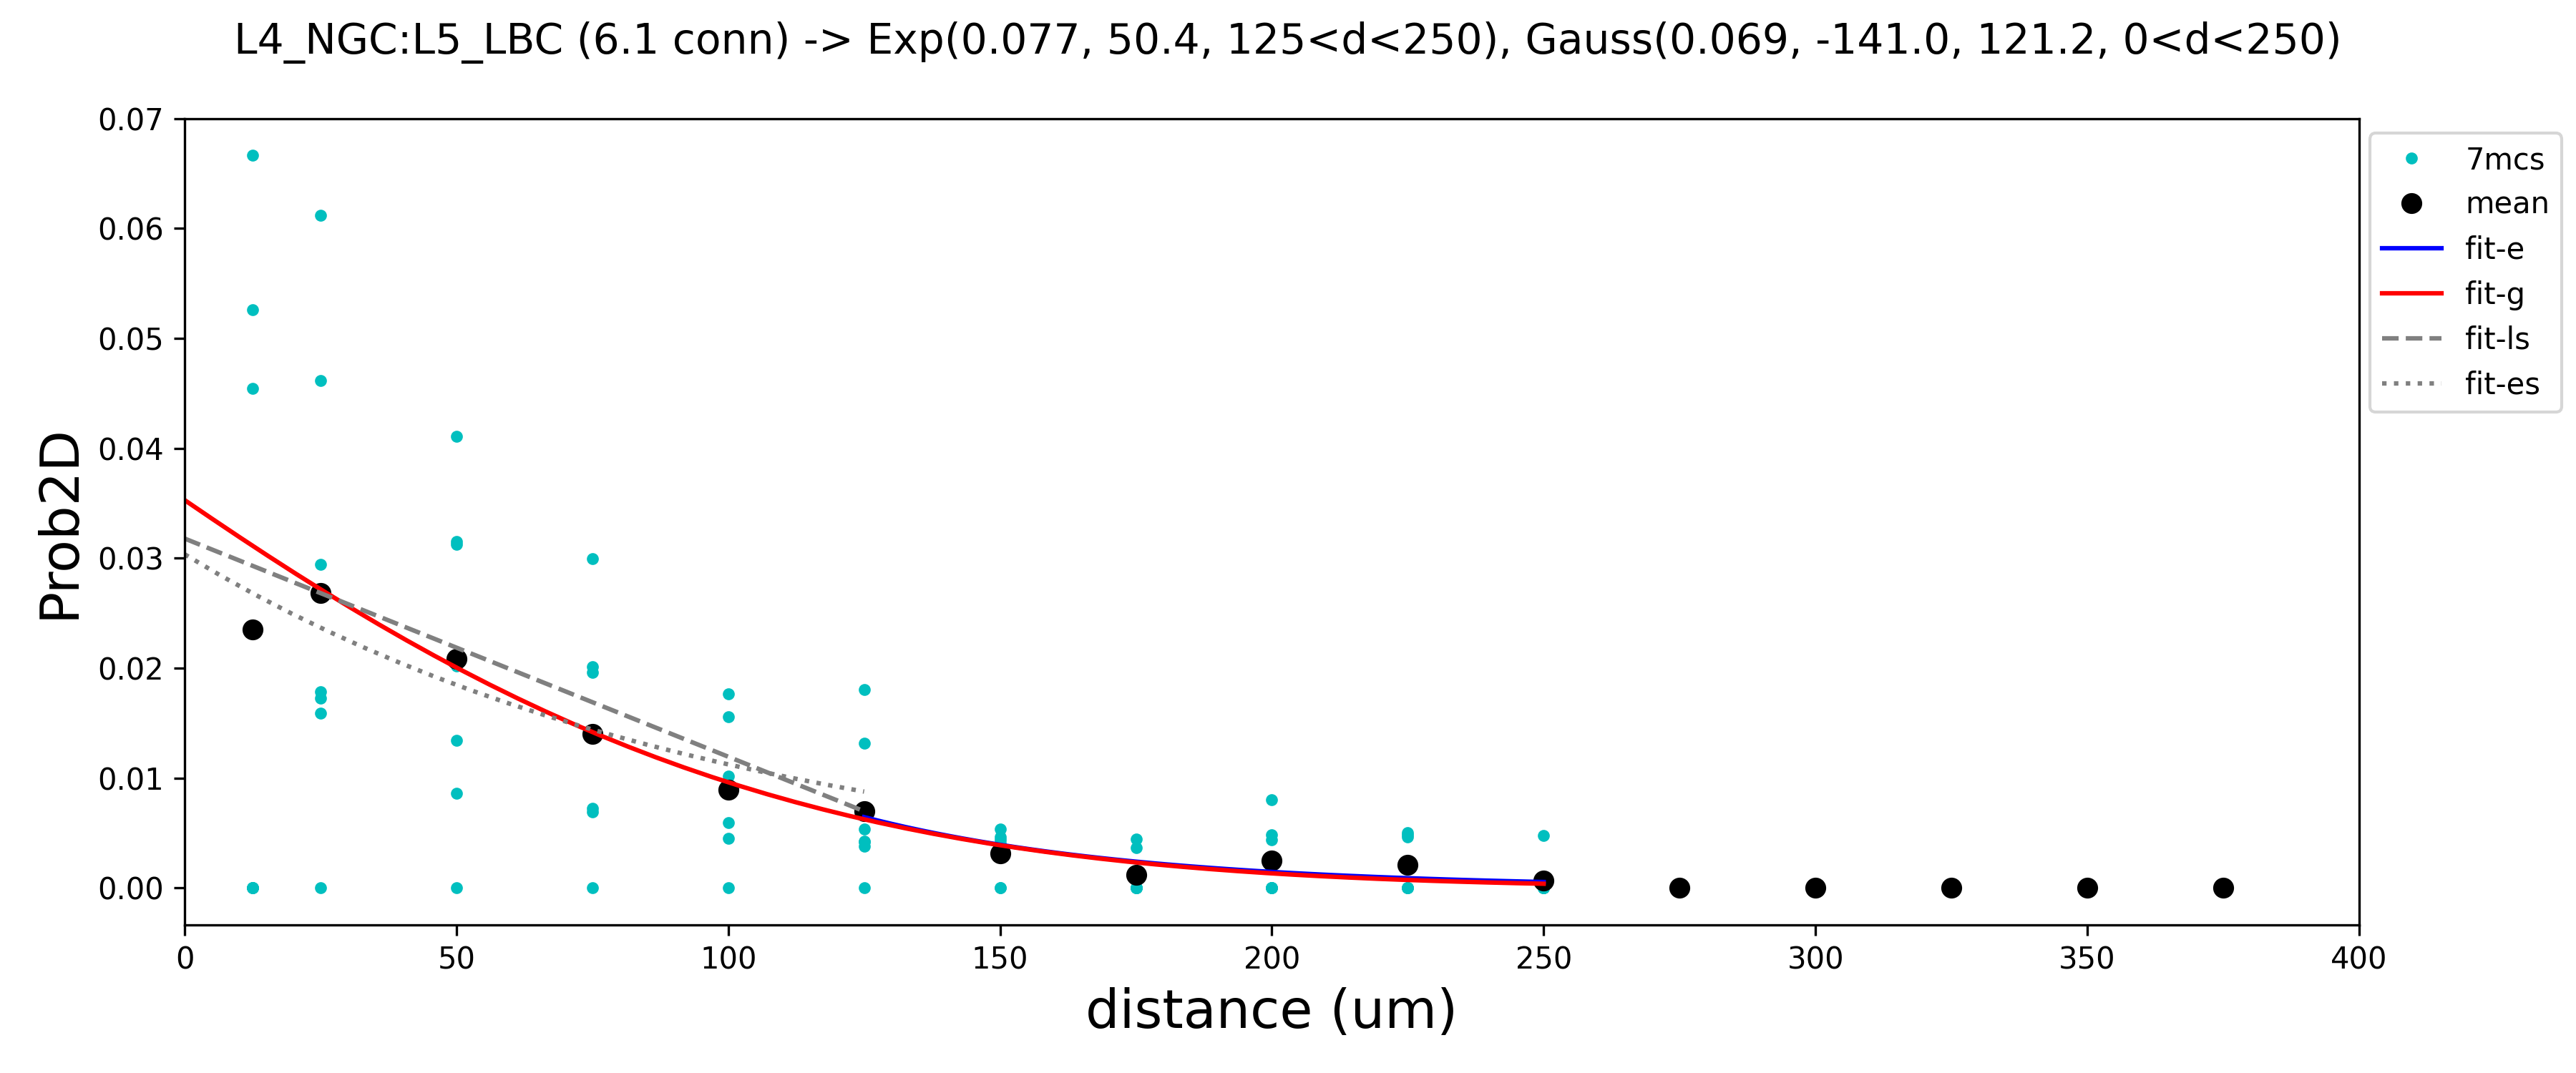 L4_NGC:L5_LBC (6.1 conn) -> Exp(0.077, 50.4, 125<d<250), Gauss(0.069, -141.0, 121.2, 0<d<250)
0.07
0.06
0.05
0.04
0.03
0.02
0.01
0.00
Prob2D
0 50 100 150 200 250 300 350 400
distance (um)
7mcs
mean
fit-e
fit-g
fit-ls
fit-es